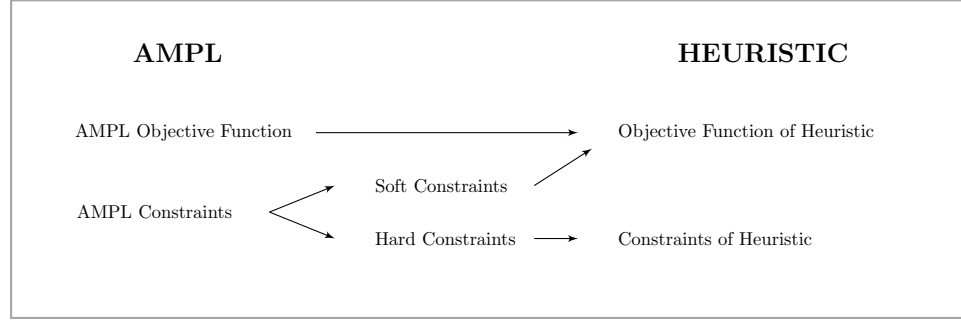 AMPL HEURISTIC
AMPL Objective Function Objective Function of Heuristic
Soft Constraints
AMPL Constraints
Hard Constraints Constraints of Heuristic